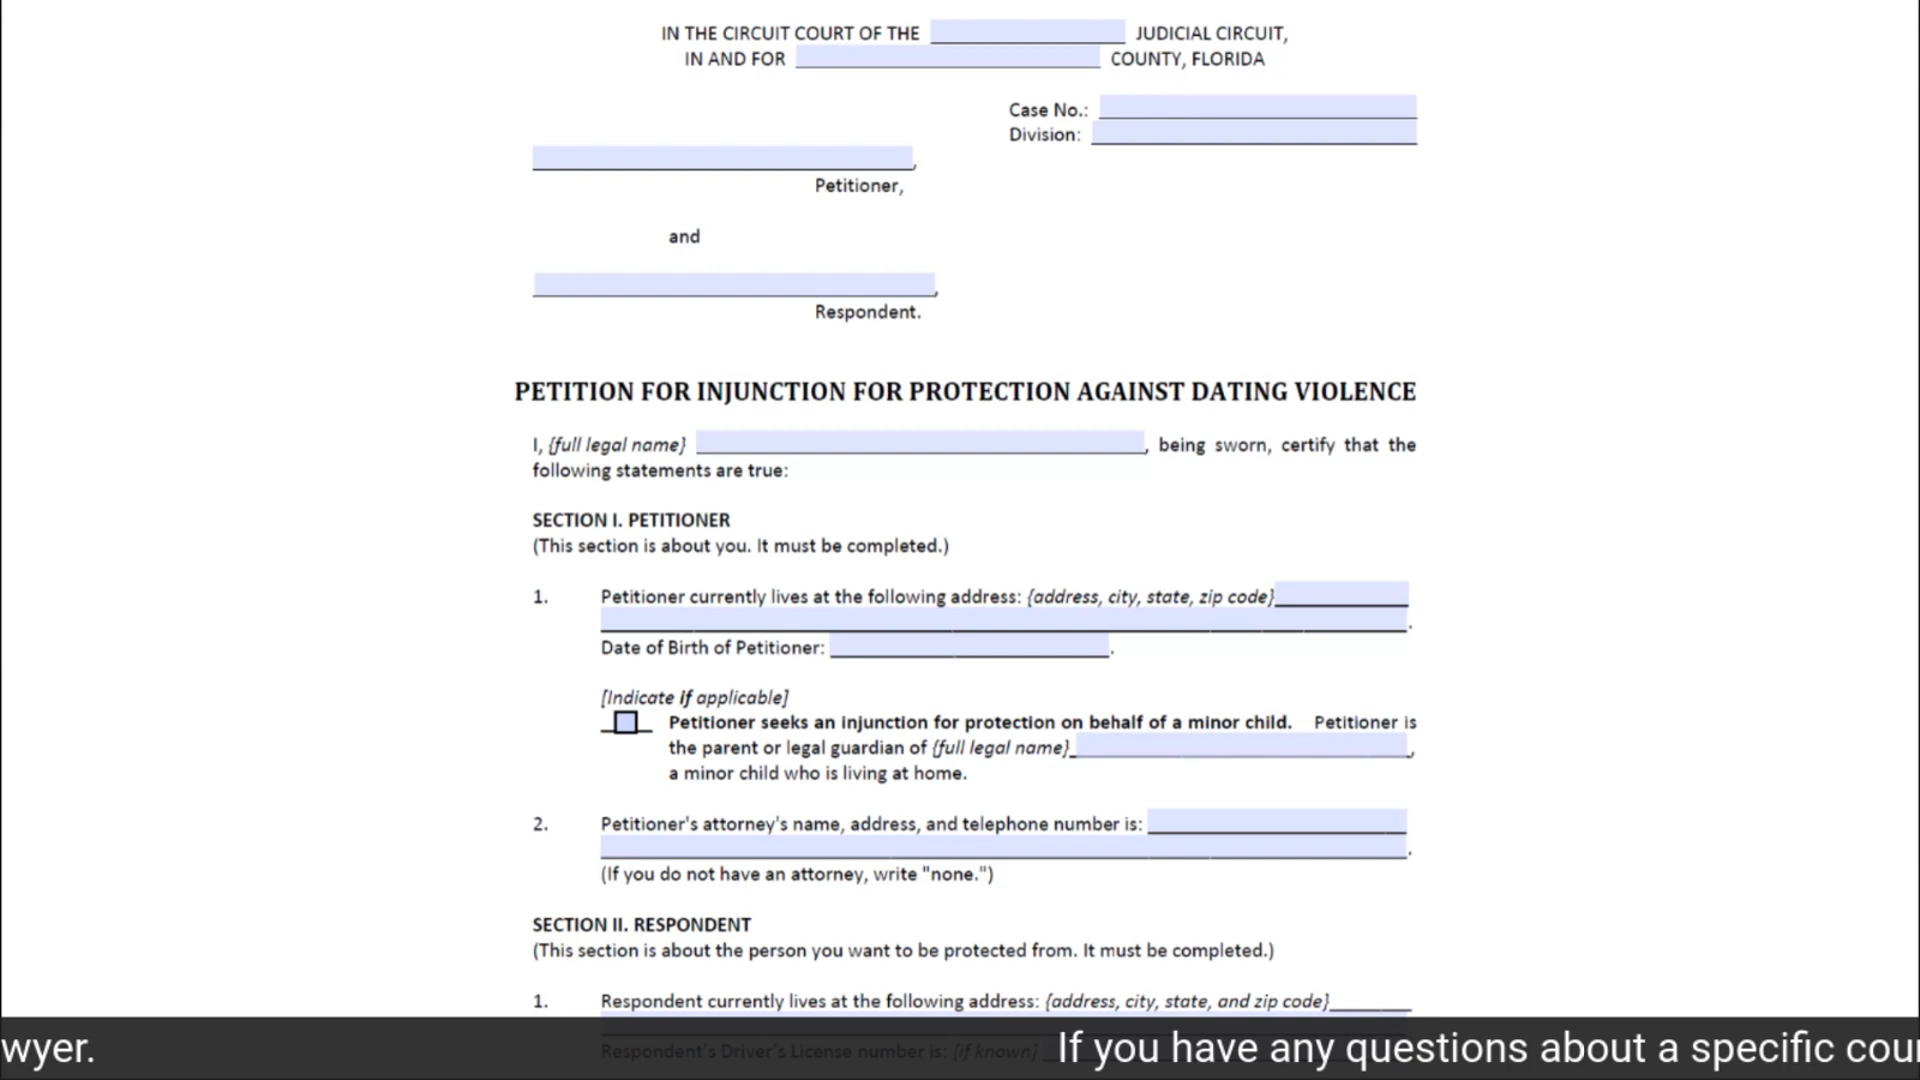 IN THE CIRCUIT COURT OF THE JUDICIAL CIRCUIT,
IN AND FOR COUNTY, FLORIDA
Case No.:
Division:
,
Petitioner,
and
,
Respondent.
PETITION FOR INJUNCTION FOR PROTECTION AGAINST DATING VIOLENCE
I, {full legal name} , being sworn, certify that the
following statements are true:
SECTION I. PETITIONER
(This section is about you. It must be completed.)
1. Petitioner currently lives at the following address: {address, city, state, zip code}
.
Date of Birth of Petitioner: .
[Indicate if applicable]
Petitioner seeks an injunction for protection on behalf of a minor child. Petitioner is
the parent or legal guardian of {full legal name} ,
a minor child who is living at home.
2. Petitioner's attorney's name, address, and telephone number is:
.
(If you do not have an attorney, write "none.")
SECTION II. RESPONDENT
(This section is about the person you want to be protected from. It must be completed.)
1. Respondent currently lives at the following address: {address, city, state, and zip code}
Respondent's Driver's License number is: {if known}
wyer. If you have any questions about a specific cour